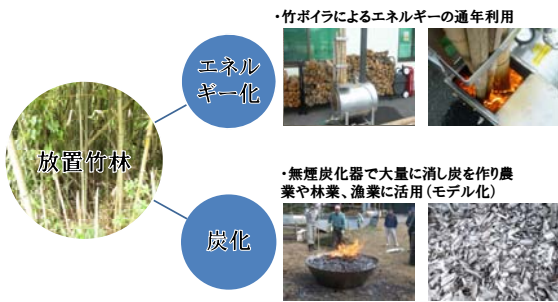 ・竹ボイラによるエネルギーの通年利用
エネル
ギー化
放置竹林
・無煙炭化器で大量に消し炭を作り農
業や林業、漁業に活用(モデル化)
炭化